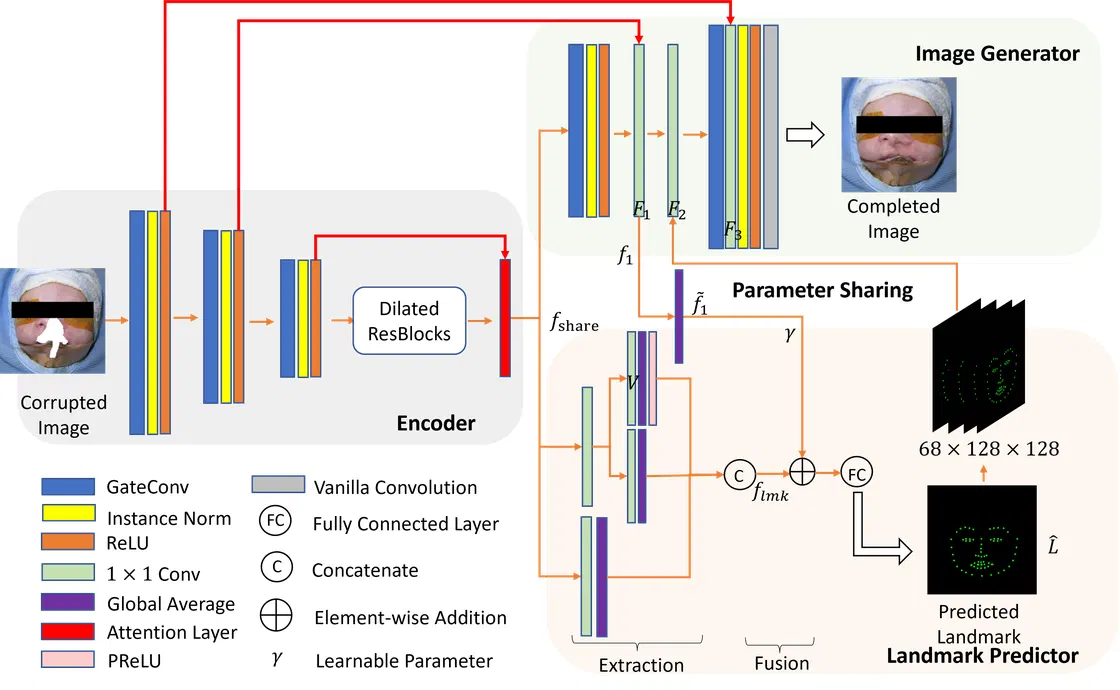 Image Generator
F₁
F₂
F₃
Completed
Image
f₁
Parameter Sharing
f̃₁
γ
f_share
Dilated
ResBlocks
Corrupted
Image
Encoder
V
68 × 128 × 128
C
f_lmk
FC
L̂
Predicted
Landmark
Landmark Predictor
Extraction
Fusion
GateConv
Instance Norm
ReLU
1 × 1 Conv
Global Average
Attention Layer
PReLU
Vanilla Convolution
FC
Fully Connected Layer
C
Concatenate
Element-wise Addition
γ
Learnable Parameter